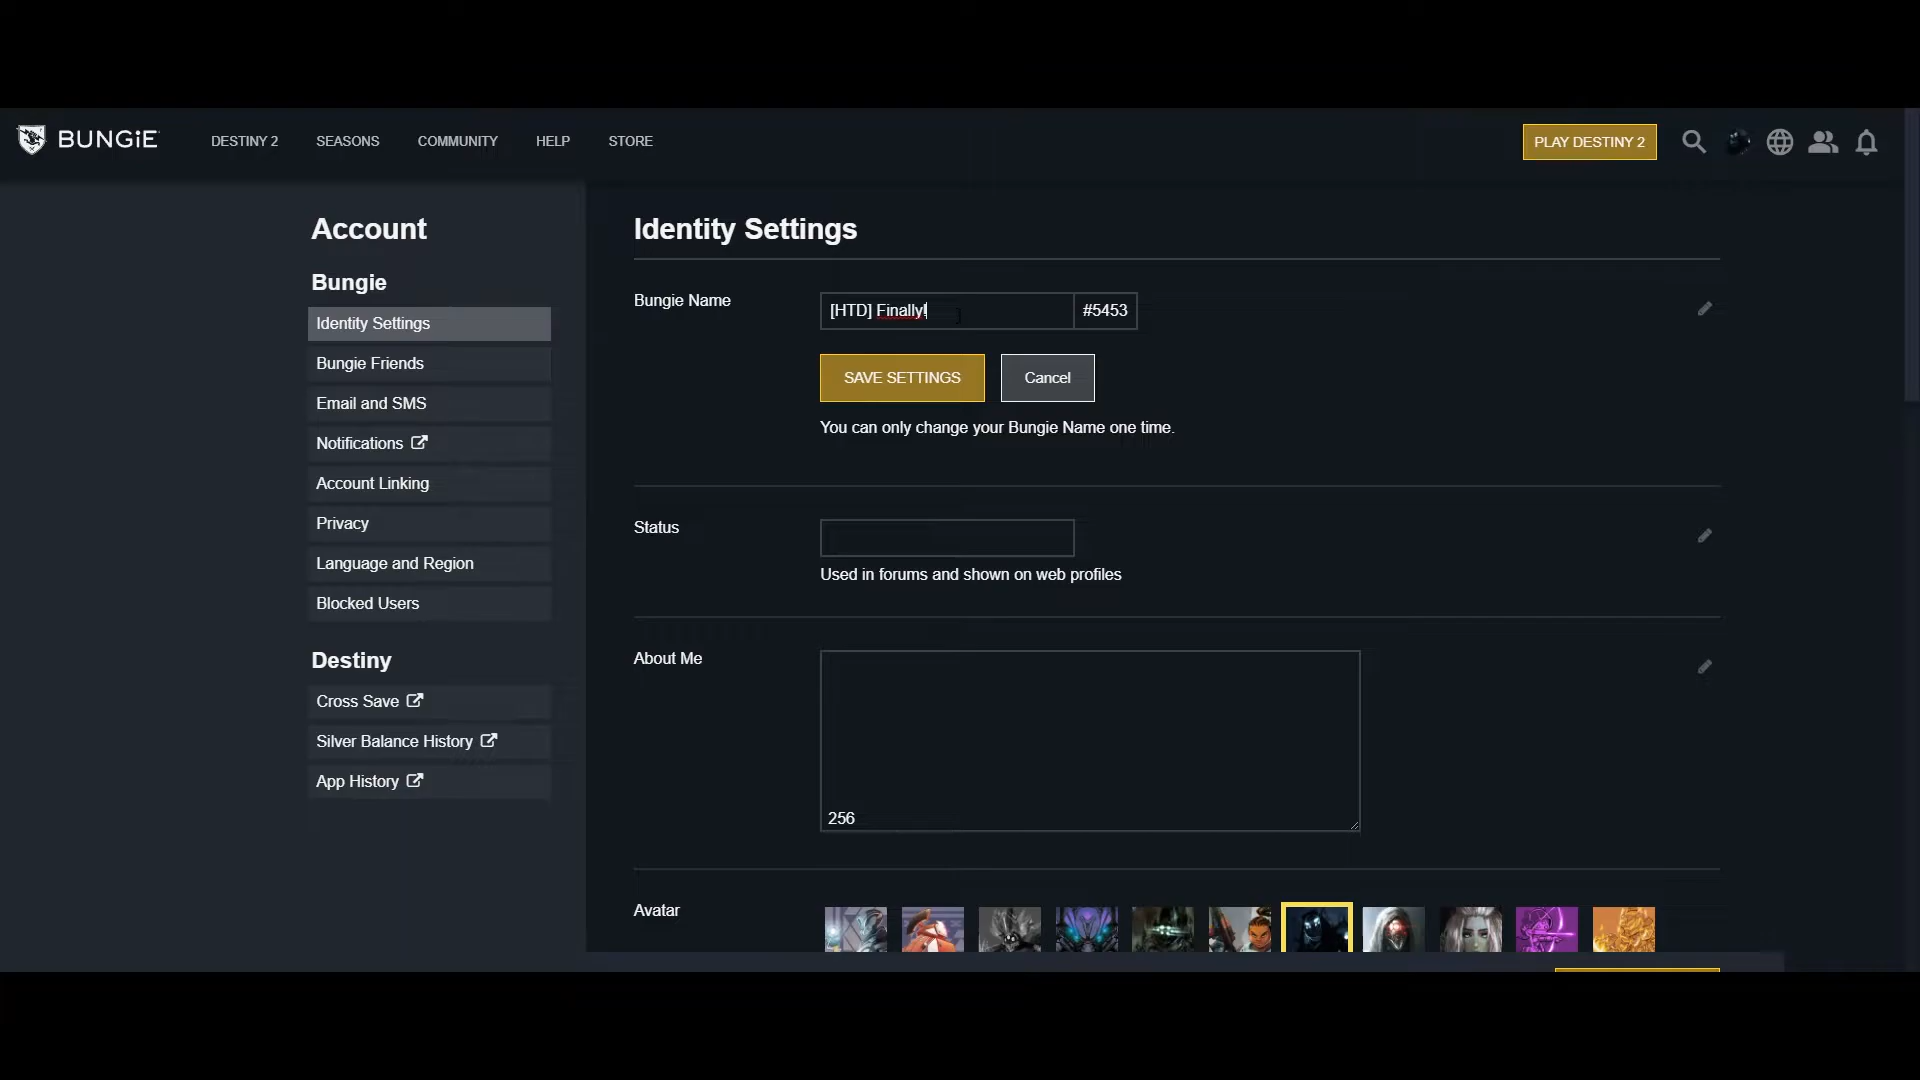 BUNGiE
DESTINY 2
SEASONS
COMMUNITY
HELP
STORE
PLAY DESTINY 2
Account
Bungie
Identity Settings
Bungie Friends
Email and SMS
Notifications
Account Linking
Privacy
Language and Region
Blocked Users
Destiny
Cross Save
Silver Balance History
App History
Identity Settings
Bungie Name
[HTD] Finally!
#5453
SAVE SETTINGS
Cancel
You can only change your Bungie Name one time.
Status
Used in forums and shown on web profiles
About Me
256
Avatar